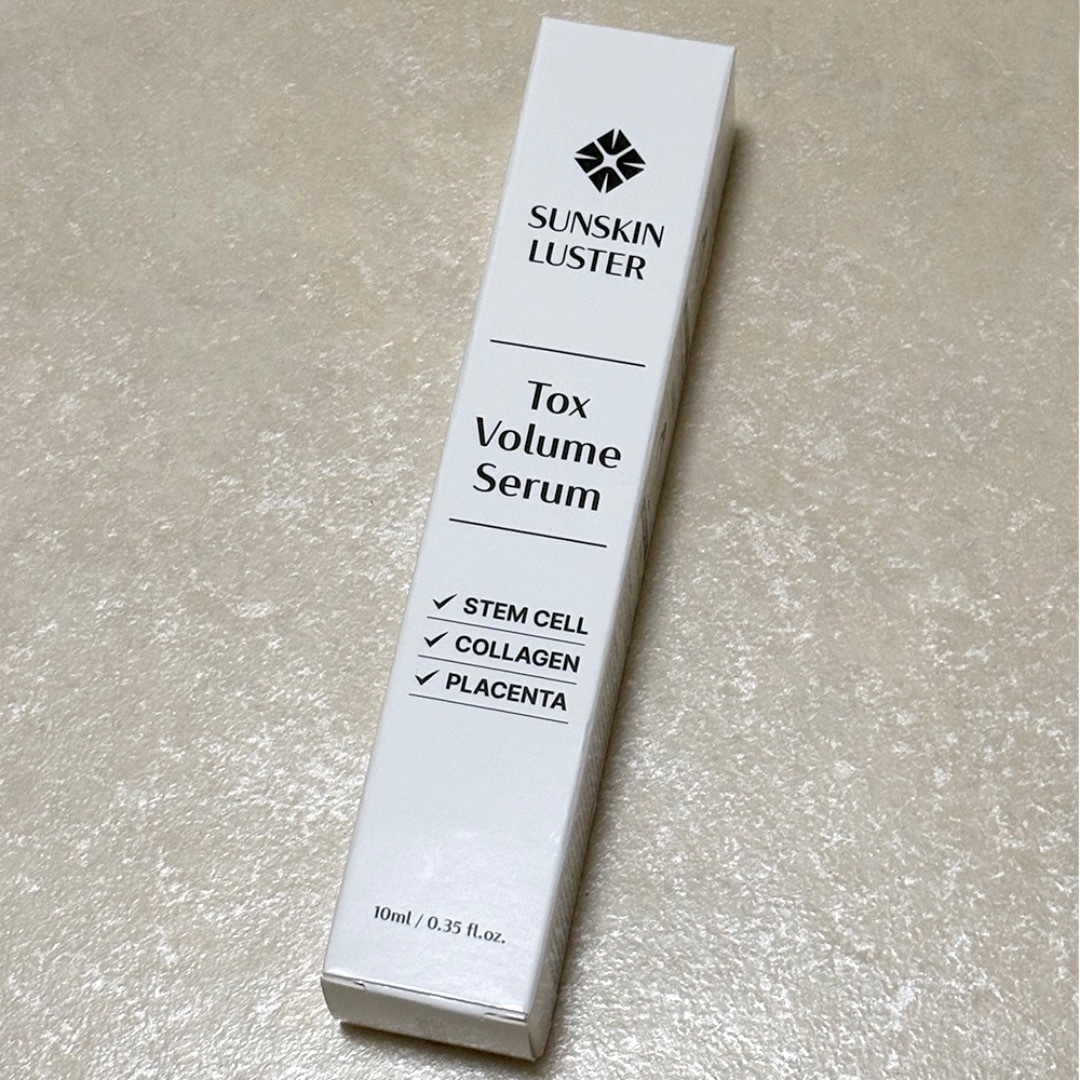 SUNSKIN
LUSTER
Tox
Volume
Serum
✓ STEM CELL
✓ COLLAGEN
✓ PLACENTA
10ml / 0.35 fl.oz.